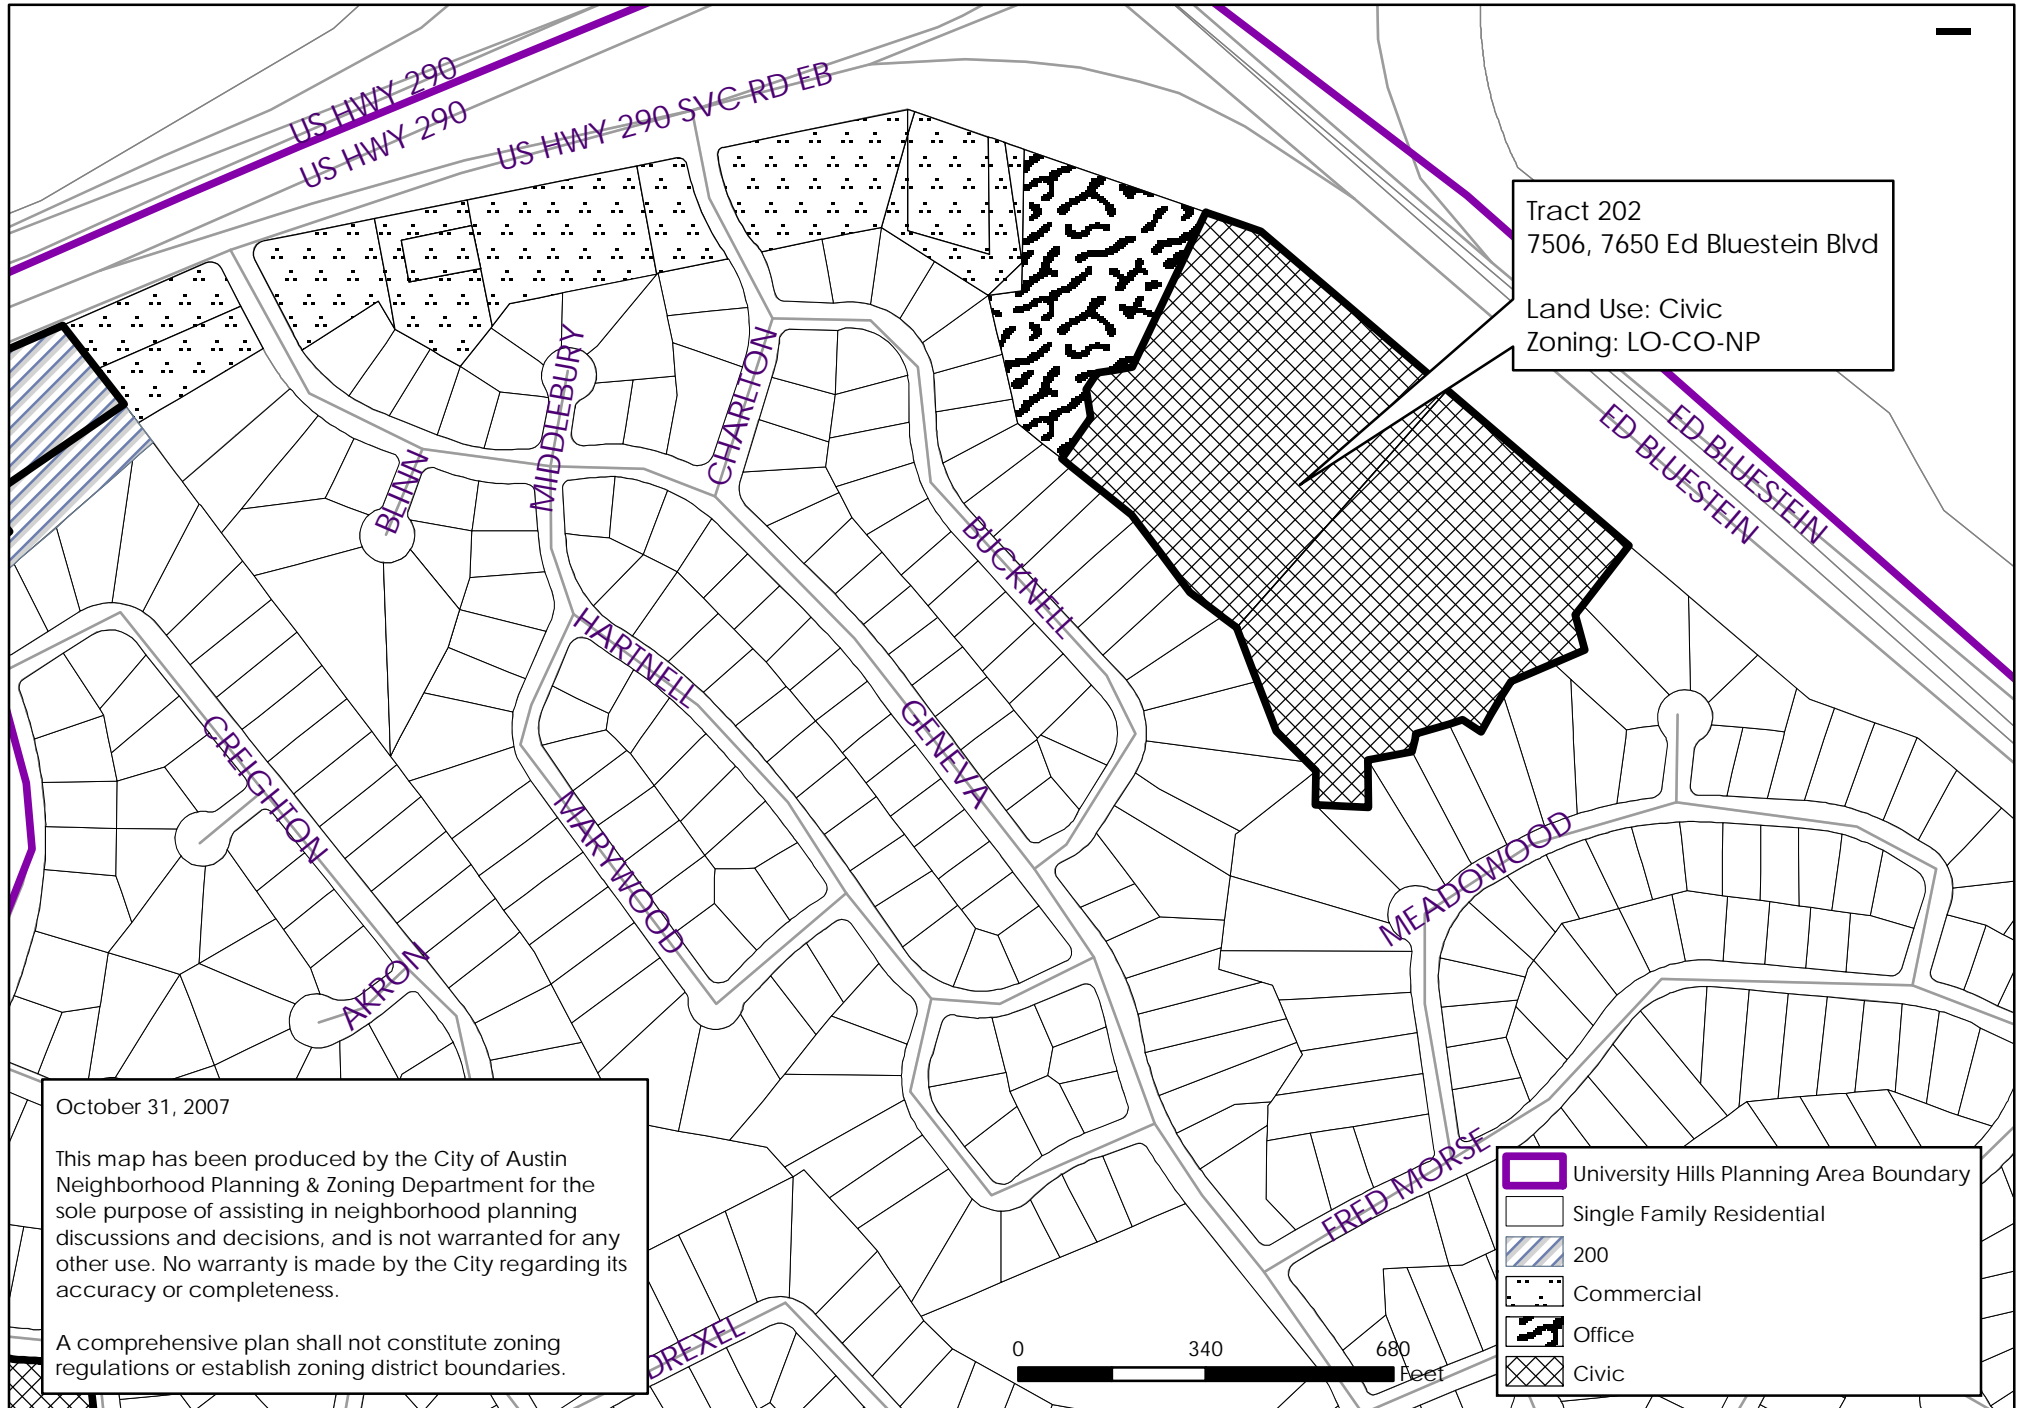 US HWY 290
US HWY 290
US HWY 290 SVC RD EB
Tract 202
7506, 7650 Ed Bluestein Blvd
Land Use: Civic
Zoning: LO-CO-NP
ED BLUESTEIN
ED BLUESTEIN
MIDDLEBURY
CHARLTON
BLINN
BUCKNELL
HARTNELL
GENEVA
CREIGHTON
MARYWOOD
MEADOWOOD
AKRON
FRED MORSE
DREXEL
October 31, 2007
This map has been produced by the City of Austin
Neighborhood Planning & Zoning Department for the
sole purpose of assisting in neighborhood planning
discussions and decisions, and is not warranted for any
other use. No warranty is made by the City regarding its
accuracy or completeness.
A comprehensive plan shall not constitute zoning
regulations or establish zoning district boundaries.
0 340 680
Feet
University Hills Planning Area Boundary
Single Family Residential
200
Commercial
Office
Civic